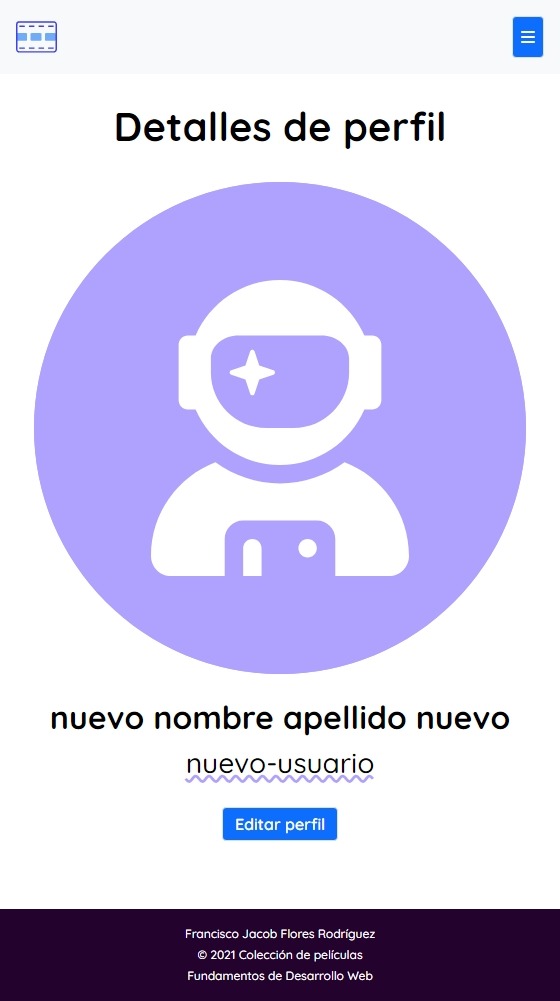 Detalles de perfil
nuevo nombre apellido nuevo
nuevo-usuario
Editar perfil
Francisco Jacob Flores Rodríguez
© 2021 Colección de películas
Fundamentos de Desarrollo Web